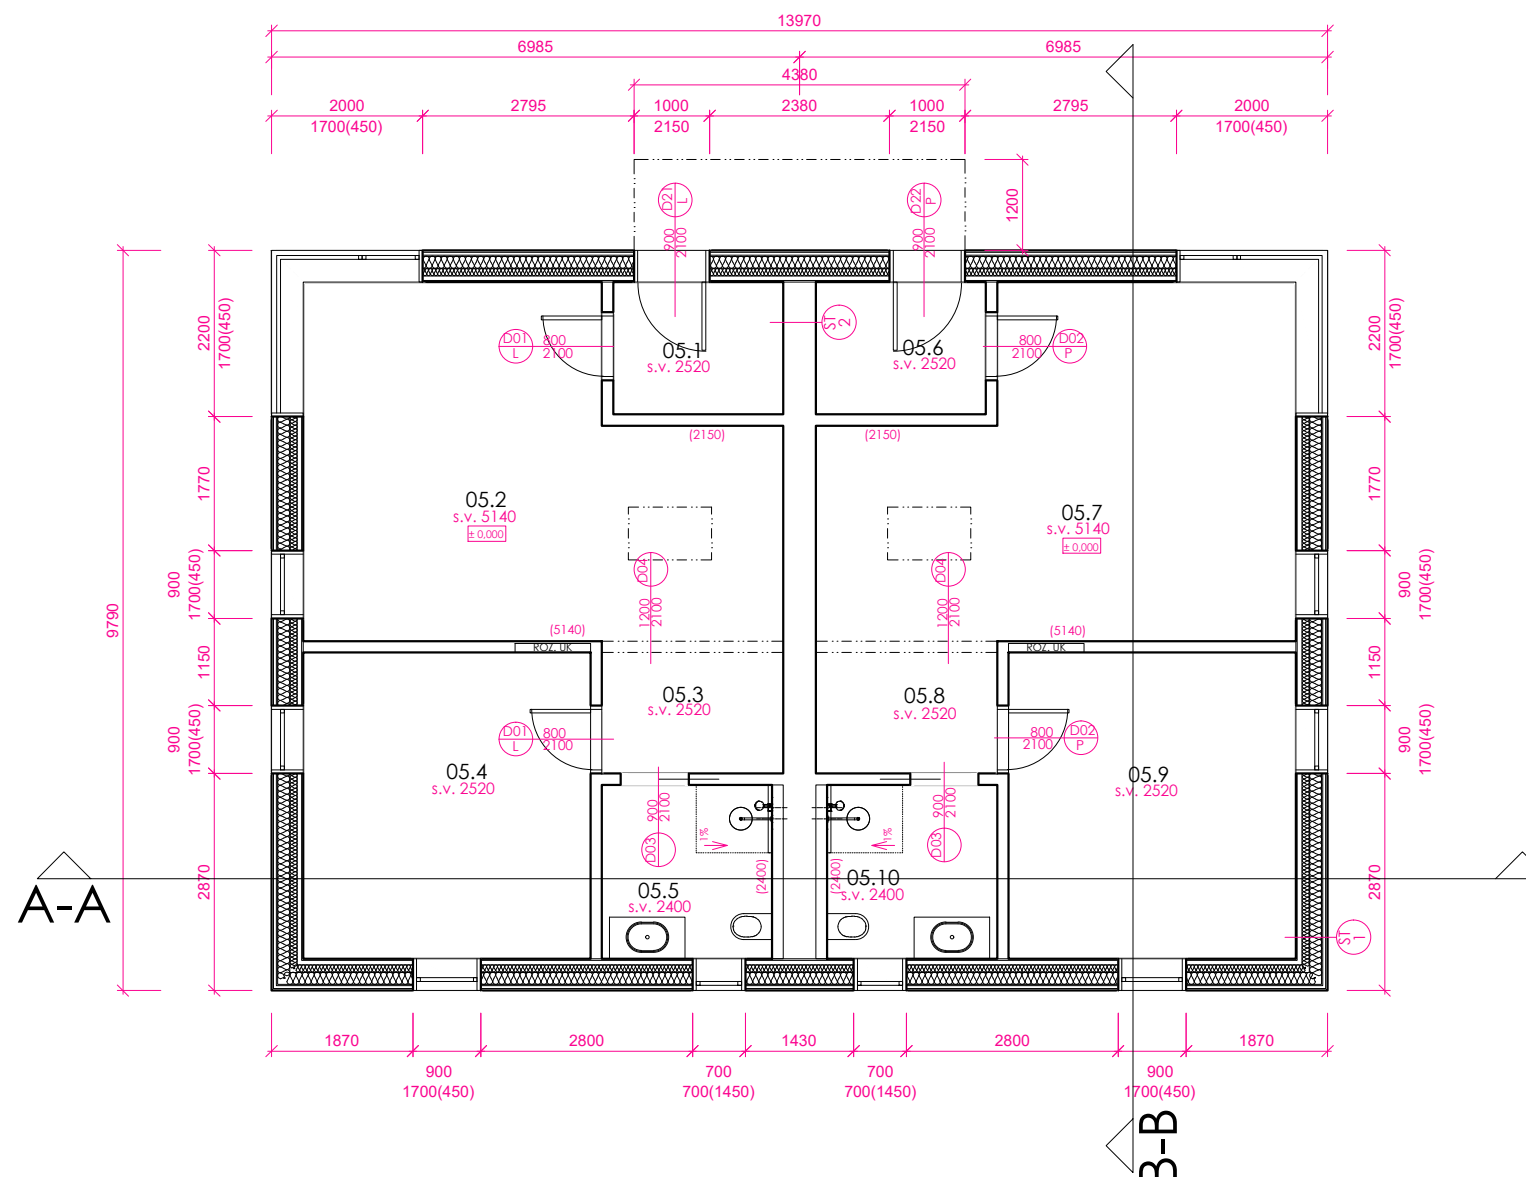 13970
6985 6985
4380
2000 2795 1000 2380 1000 2795 2000
1700(450) 2150 2150 1700(450)
1200
D21 L
900 2100
D22 P
900 2100
ST 2
D01 L
800 2100
05.1
s.v. 2520
05.6
s.v. 2520
800 2100
D02 P
(2150) (2150)
2200
1700(450)
2200
1700(450)
1770
1770
05.2
s.v. 5140
± 0,000
05.7
s.v. 5140
± 0,000
D04
1200 2100
D04
1200 2100
900
1700(450)
900
1700(450)
9790
(5140) (5140)
ROZ. UK ROZ. UK
1150
1150
05.3
s.v. 2520
05.8
s.v. 2520
D01 L
800 2100
800 2100
D02 P
900
1700(450)
900
1700(450)
05.4
s.v. 2520
05.9
s.v. 2520
900 2100
D03
900 2100
D03
1% 1%
(2400) (2400)
05.5
s.v. 2400
05.10
s.v. 2400
2870
2870
A-A
ST 1
1870 2800 1430 2800 1870
900 700 700 900
1700(450) 700(1450) 700(1450) 1700(450)
B-B